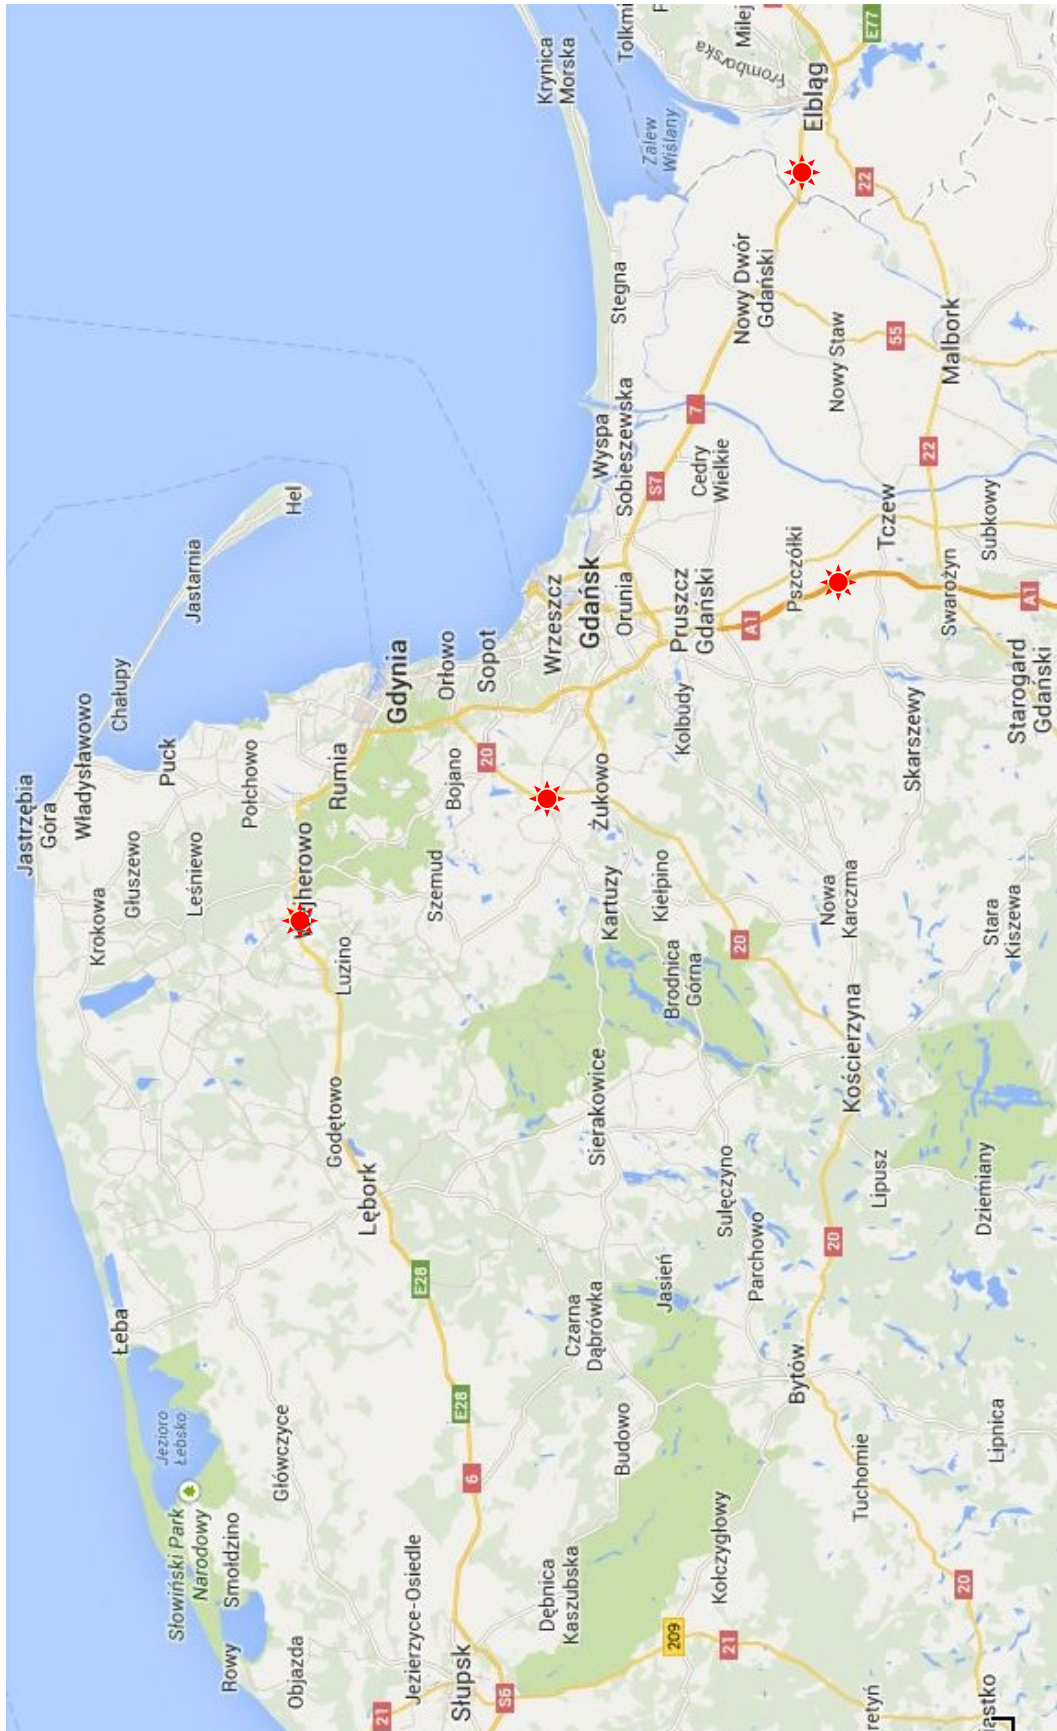 Jastrzębia
Góra
Władysławowo
Krokowa
Łeba
Chałupy
Głuszewo
Puck
Jezioro
Łebsko
Słowiński Park
Narodowy
Jastarnia
Leśniewo
Smołdzino
Rowy
Połchowo
Główczyce
Objazda
Hel
Rumia
Luzino
Godętowo
Lębork
21
Gdynia
E28
Jezierzyce-Osiedle
Orłowo
Bojano
Szemud
E28
Słupsk
6
Sopot
20
S6
Krynica
Morska
Wrzeszcz
Dębnica
Kaszubska
Gdańsk
Czarna
Dąbrówka
Żukowo
Kartuzy
Sierakowice
Wyspa
Sobieszewska
Stegna
Orunia
Budowo
Tolkmi
Zalew
Wiślany
S7
Kiełpino
Jasień
209
Brodnica
Górna
Kolbudy
Pruszcz
Gdański
7
Cedry
Wielkie
Sulęczyno
Kołczygłowy
21
Fromborska
Milej
Nowy Dwór
Gdański
20
A1
Parchowo
Pszczółki
Bytów
Elbląg
Nowa
Karczma
20
Nowy Staw
Kościerzyna
Tuchomie
22
E77
Lipusz
Tczew
55
Skarszewy
22
Malbork
Swarożyn
20
Subkowy
Stara
Kiszewa
Dziemiany
Lipnica
Starogard
Gdański
A1